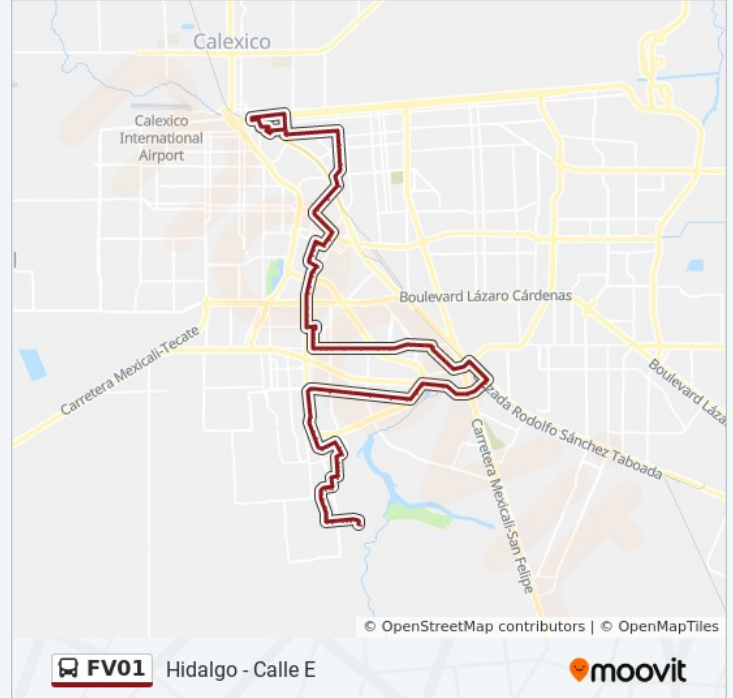 Calexico
Calexico
International
Airport
Boulevard Lázaro Cárdenas
Carretera Mexicali-Tecate
Boulevard Láza
zada Rodolfo Sánchez Taboada
Carretera Mexicali-San Felipe
© OpenStreetMap contributors | © OpenMapTiles
FV01 Hidalgo - Calle E
moovit